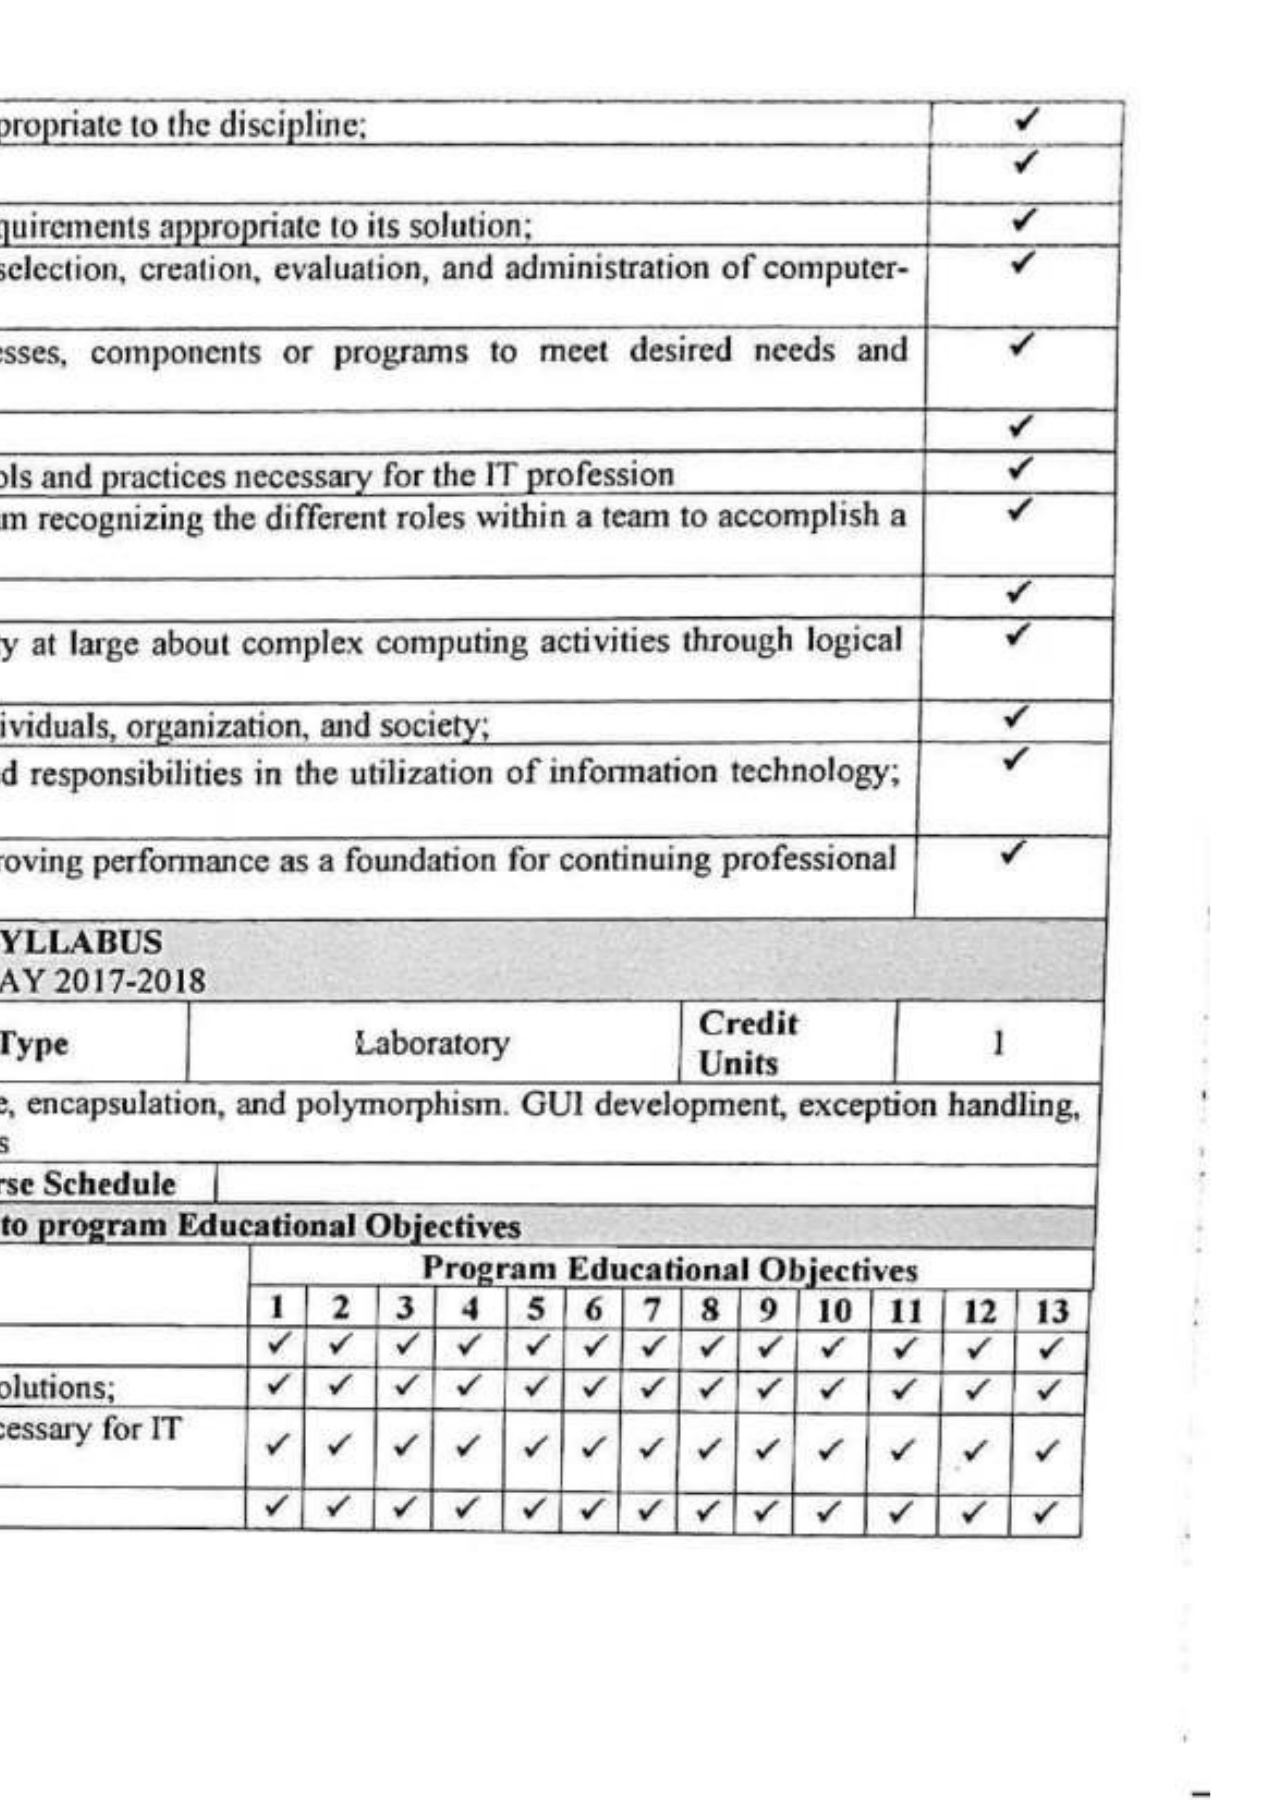 propriate to the discipline; ✓
✓
quirements appropriate to its solution; ✓
selection, creation, evaluation, and administration of computer- ✓
esses, components or programs to meet desired needs and ✓
✓
ols and practices necessary for the IT profession ✓
m recognizing the different roles within a team to accomplish a ✓
✓
y at large about complex computing activities through logical ✓
ividuals, organization, and society; ✓
d responsibilities in the utilization of information technology; ✓
roving performance as a foundation for continuing professional ✓
YLLABUS
AY 2017-2018
Type Laboratory Credit Units 1
e, encapsulation, and polymorphism. GUI development, exception handling,
s
rse Schedule
to program Educational Objectives
Program Educational Objectives
1 2 3 4 5 6 7 8 9 10 11 12 13
✓ ✓ ✓ ✓ ✓ ✓ ✓ ✓ ✓ ✓ ✓ ✓ ✓
olutions; ✓ ✓ ✓ ✓ ✓ ✓ ✓ ✓ ✓ ✓ ✓ ✓ ✓
cessary for IT ✓ ✓ ✓ ✓ ✓ ✓ ✓ ✓ ✓ ✓ ✓ ✓ ✓
✓ ✓ ✓ ✓ ✓ ✓ ✓ ✓ ✓ ✓ ✓ ✓ ✓